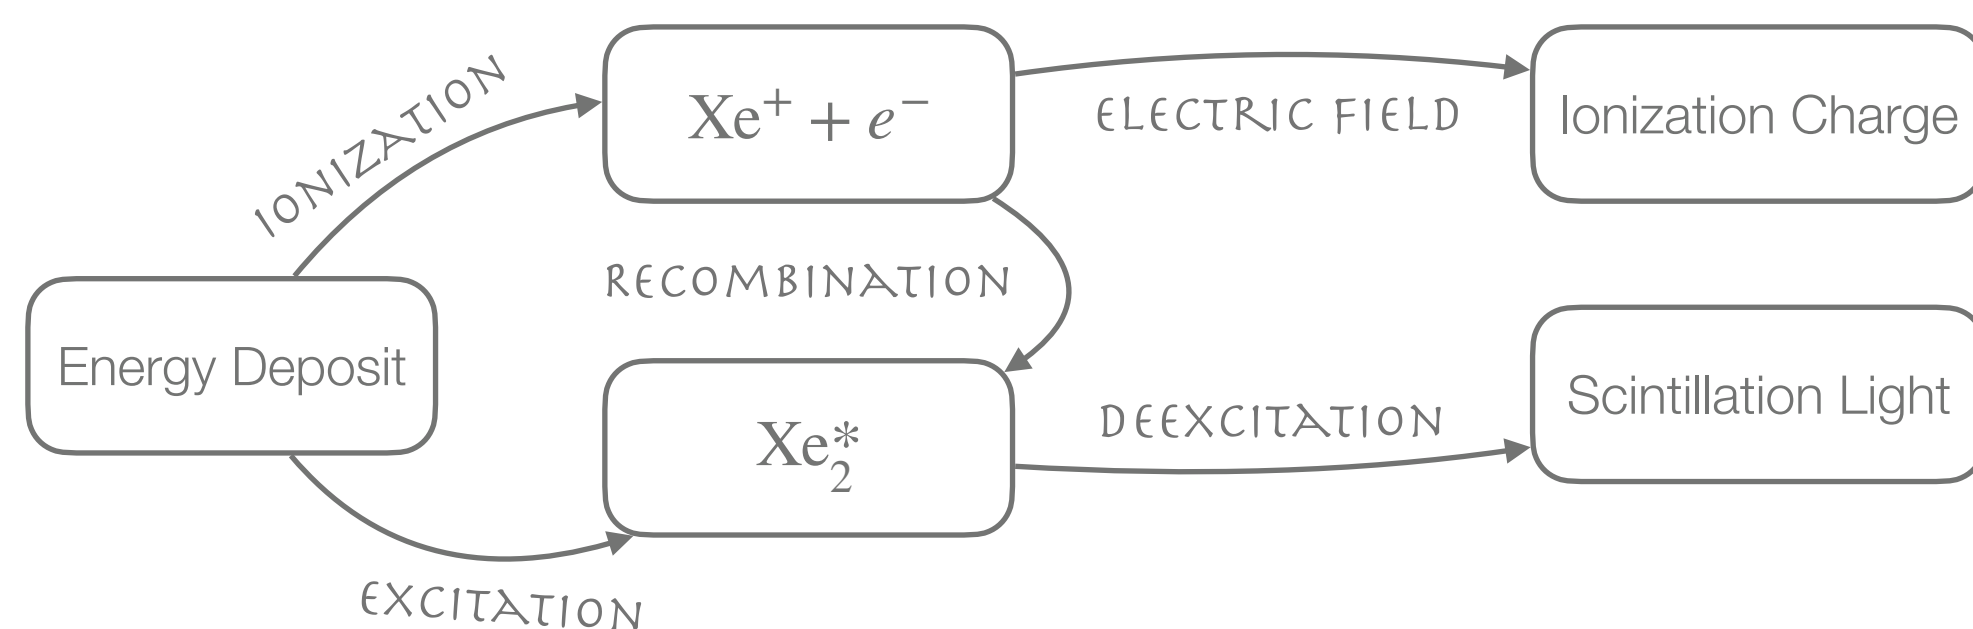 IONIZATION
Xe⁺ + e⁻
ELECTRIC FIELD
Ionization Charge
RECOMBINATION
Energy Deposit
Xe₂*
DEEXCITATION
Scintillation Light
EXCITATION